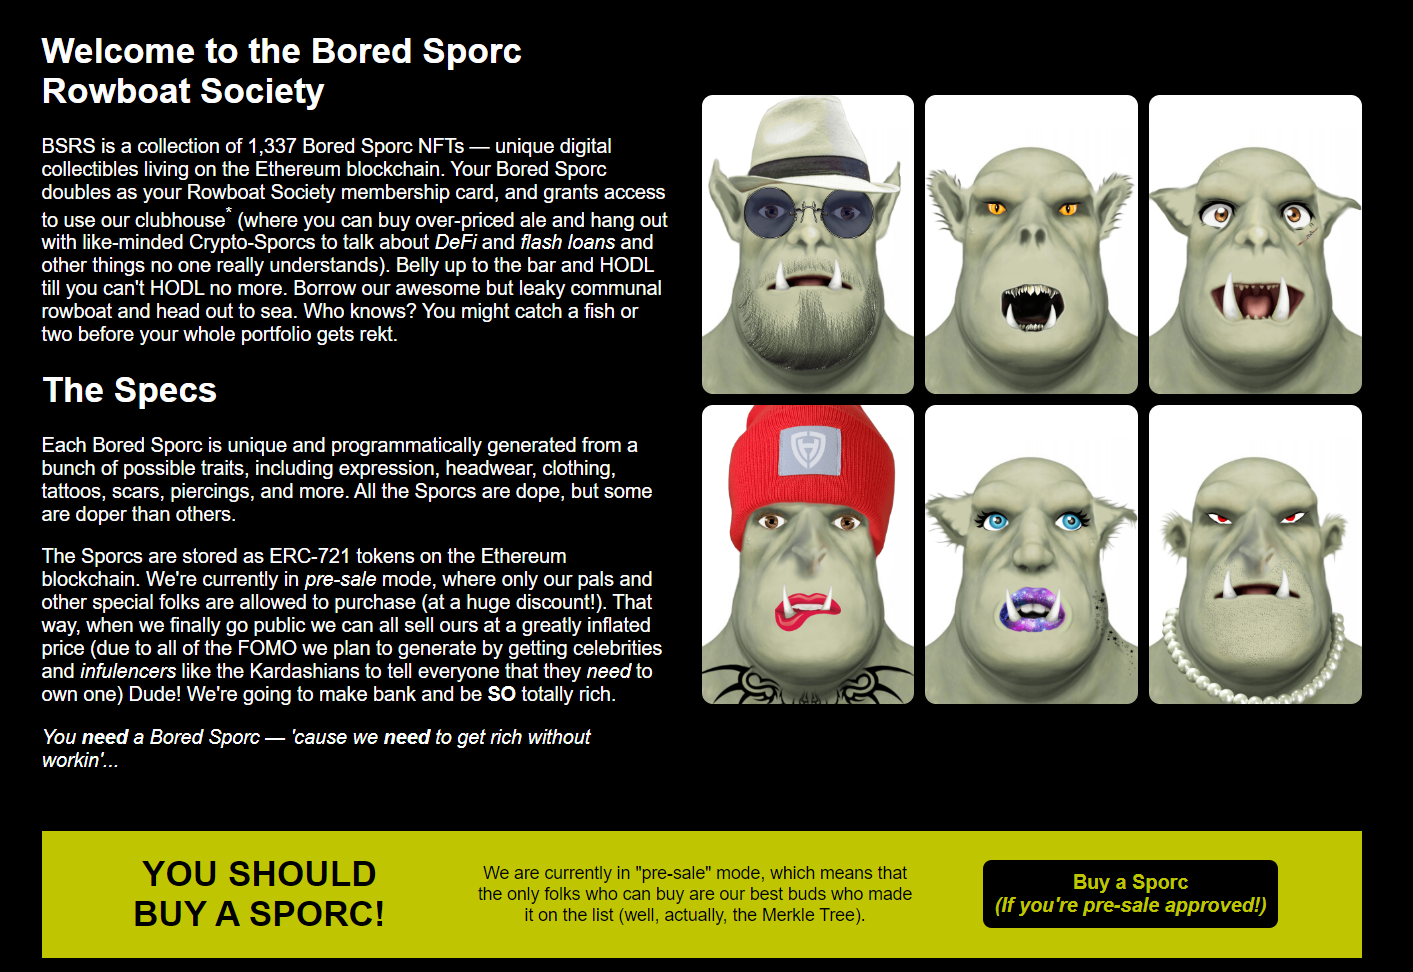 Welcome to the Bored Sporc
Rowboat Society
BSRS is a collection of 1,337 Bored Sporc NFTs — unique digital
collectibles living on the Ethereum blockchain. Your Bored Sporc
doubles as your Rowboat Society membership card, and grants access
to use our clubhouse* (where you can buy over-priced ale and hang out
with like-minded Crypto-Sporcs to talk about DeFi and flash loans and
other things no one really understands). Belly up to the bar and HODL
till you can't HODL no more. Borrow our awesome but leaky communal
rowboat and head out to sea. Who knows? You might catch a fish or
two before your whole portfolio gets rekt.
The Specs
Each Bored Sporc is unique and programmatically generated from a
bunch of possible traits, including expression, headwear, clothing,
tattoos, scars, piercings, and more. All the Sporcs are dope, but some
are doper than others.
The Sporcs are stored as ERC-721 tokens on the Ethereum
blockchain. We're currently in pre-sale mode, where only our pals and
other special folks are allowed to purchase (at a huge discount!). That
way, when we finally go public we can all sell ours at a greatly inflated
price (due to all of the FOMO we plan to generate by getting celebrities
and infulencers like the Kardashians to tell everyone that they need to
own one) Dude! We're going to make bank and be SO totally rich.
You need a Bored Sporc — 'cause we need to get rich without
workin'...
YOU SHOULD
BUY A SPORC!
We are currently in "pre-sale" mode, which means that
the only folks who can buy are our best buds who made
it on the list (well, actually, the Merkle Tree).
Buy a Sporc
(If you're pre-sale approved!)